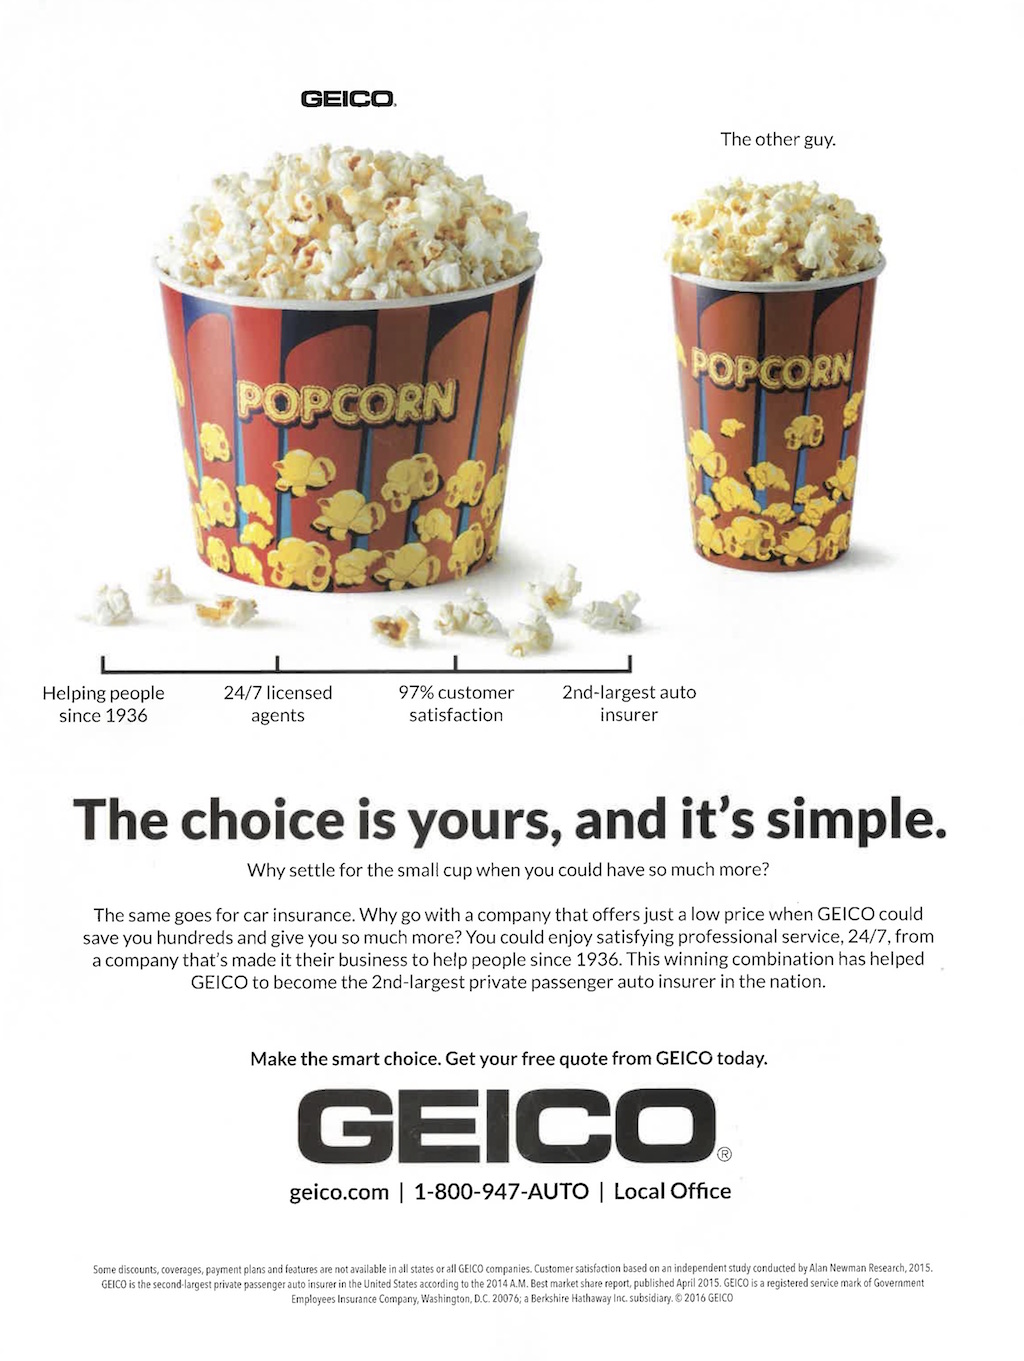 GEICO.
The other guy.
POPCORN
POPCORN
Helping people
since 1936
24/7 licensed
agents
97% customer
satisfaction
2nd-largest auto
insurer
The choice is yours, and it's simple.
Why settle for the small cup when you could have so much more?
The same goes for car insurance. Why go with a company that offers just a low price when GEICO could
save you hundreds and give you so much more? You could enjoy satisfying professional service, 24/7, from
a company that's made it their business to help people since 1936. This winning combination has helped
GEICO to become the 2nd-largest private passenger auto insurer in the nation.
Make the smart choice. Get your free quote from GEICO today.
GEICO®
geico.com | 1-800-947-AUTO | Local Office
Some discounts, coverages, payment plans and features are not available in all states or all GEICO companies. Customer satisfaction based on an independent study conducted by Alan Newman Research, 2015.
GEICO is the second-largest private passenger auto insurer in the United States according to the 2014 A.M. Best market share report, published April 2015. GEICO is a registered service mark of Government
Employees Insurance Company, Washington, D.C. 20076; a Berkshire Hathaway Inc. subsidiary. © 2016 GEICO